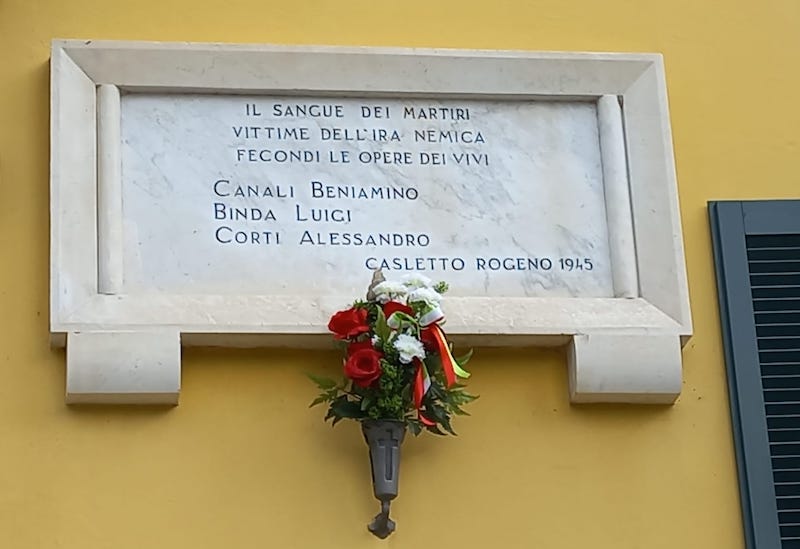 IL SANGUE DEI MARTIRI
VITTIME DELL'IRA NEMICA
FECONDI LE OPERE DEI VIVI
CANALI BENIAMINO
BINDA LUIGI
CORTI ALESSANDRO
CASLETTO ROGENO 1945